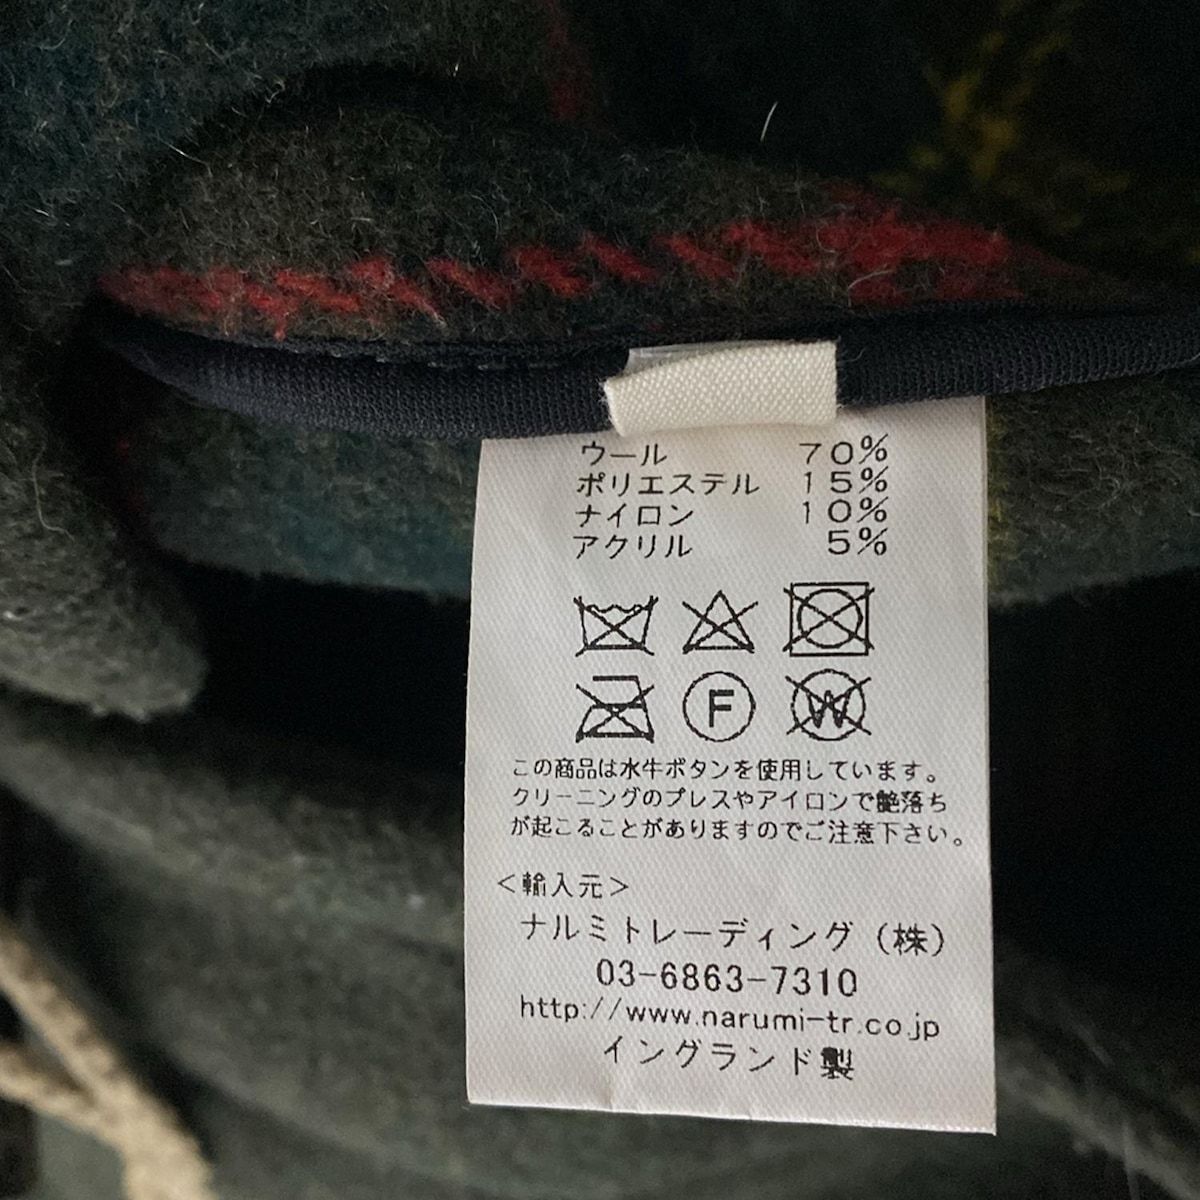 ウール 70%
ポリエステル 15%
ナイロン 10%
アクリル 5%
F W
この商品は水牛ボタンを使用しています。
クリーニングのプレスやアイロンで艶落ち
が起こることがありますのでご注意下さい。
<輸入元>
ナルミトレーディング(株)
03-6863-7310
http://www.narumi-tr.co.jp
イングランド製